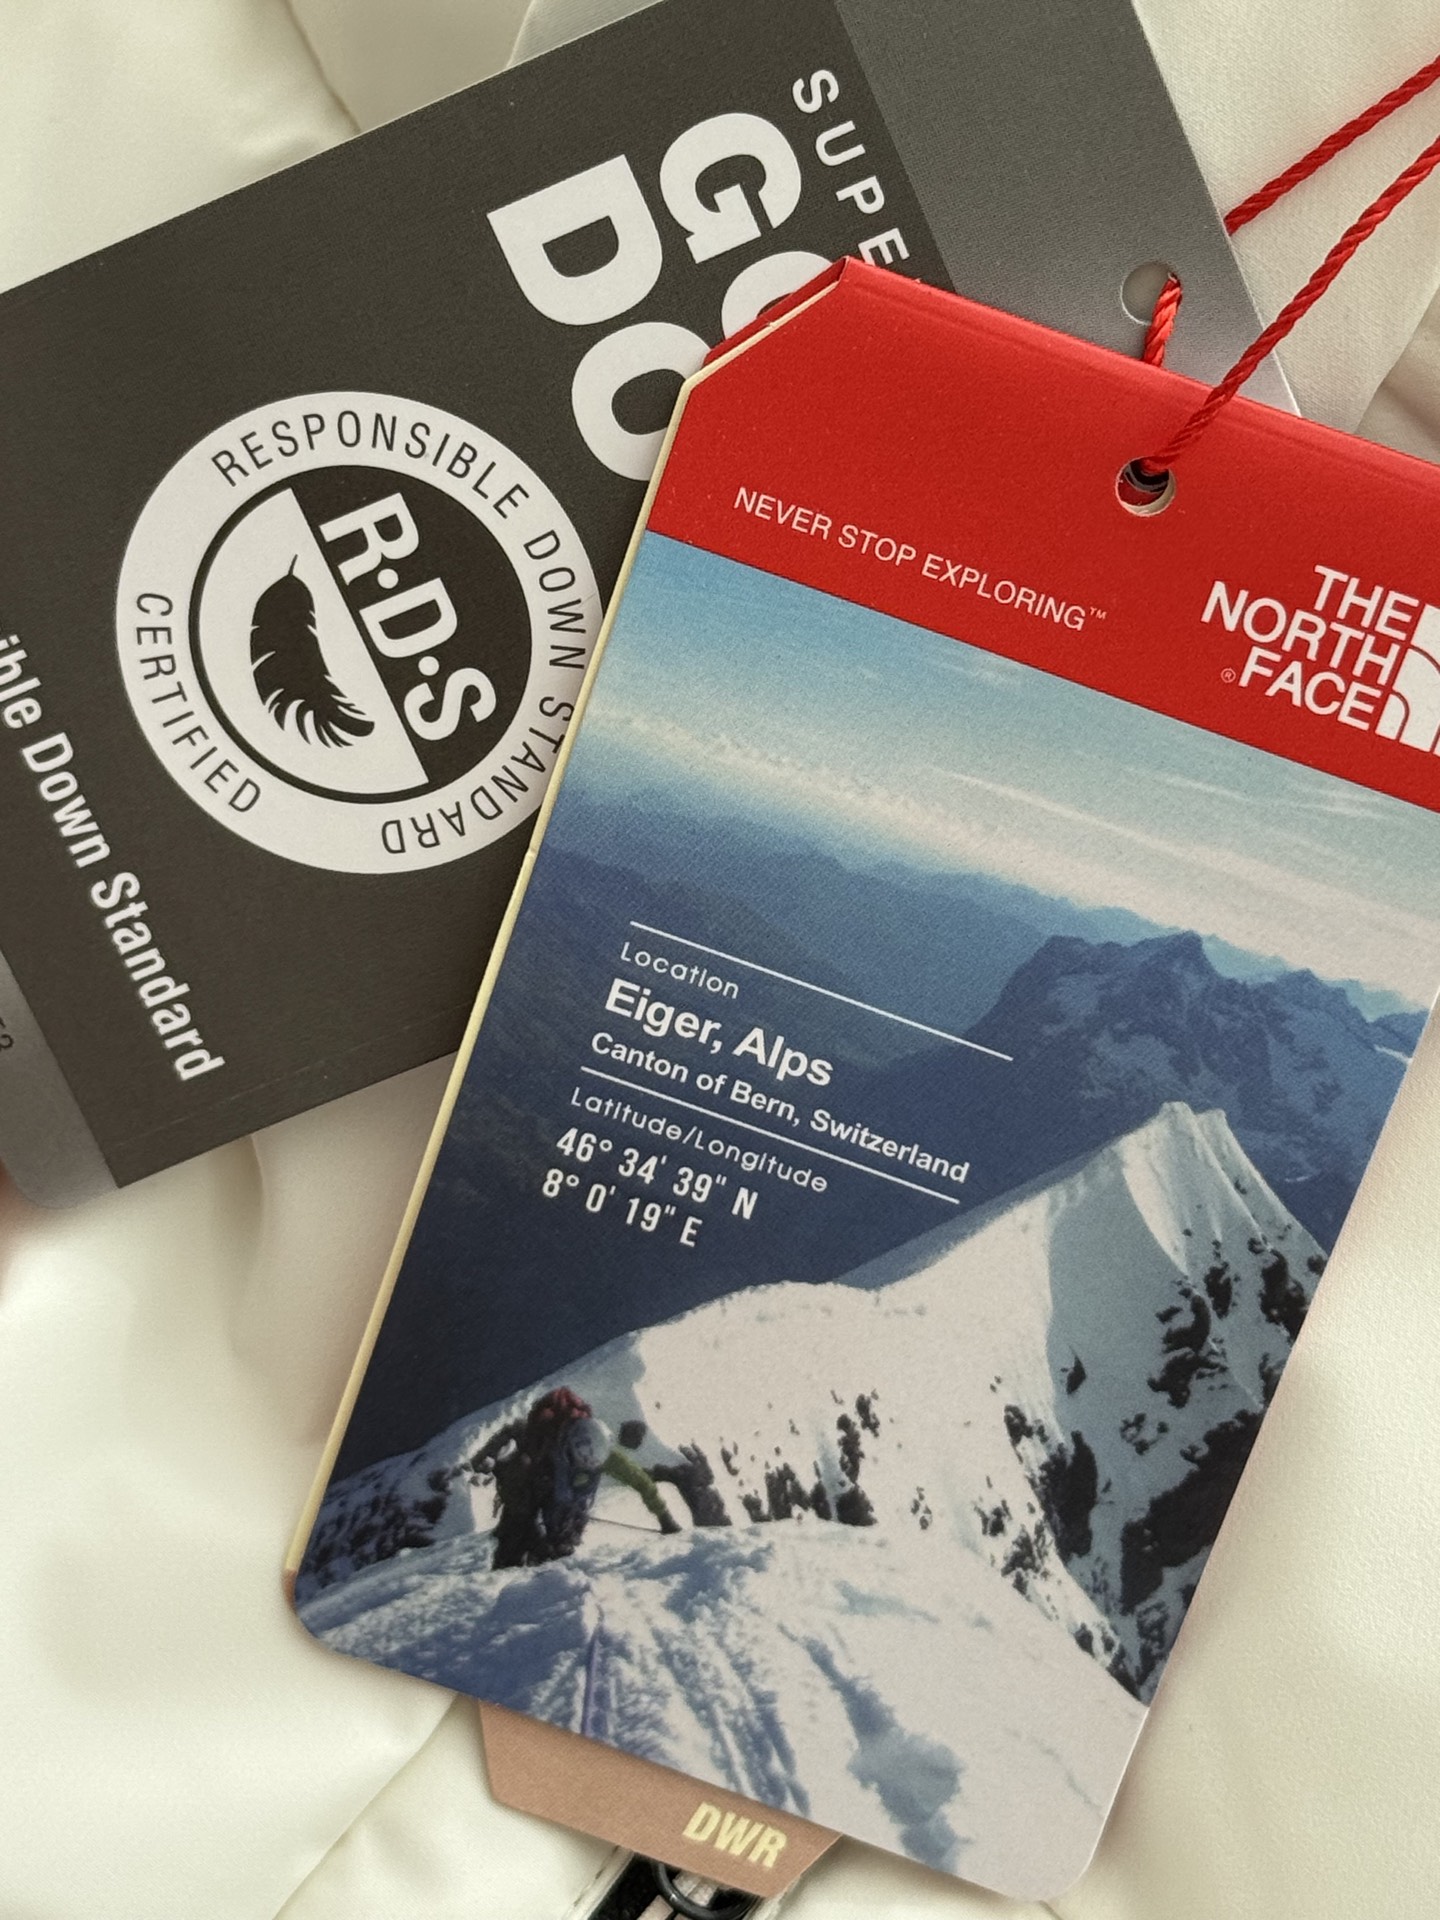 SUPE
GO
DO
RESPONSIBLE DOWN STANDARD
CERTIFIED
R·D·S
ible Down Standard
NEVER STOP EXPLORING™
THE
NORTH
FACE®
Location
Eiger, Alps
Canton of Bern, Switzerland
Latitude/Longitude
46° 34' 39" N
8° 0' 19" E
DWR